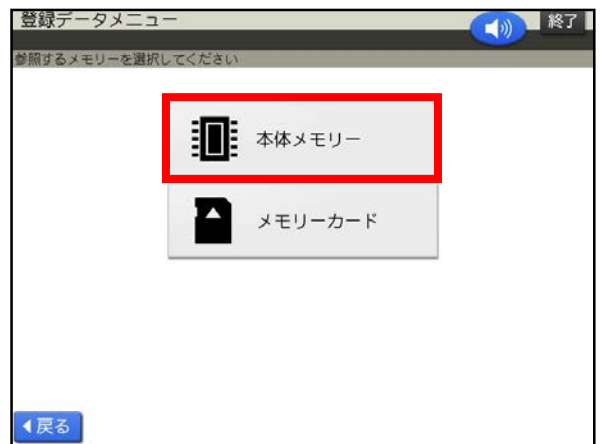 登録データメニュー
終了
参照するメモリーを選択してください
本体メモリー
メモリーカード
戻る